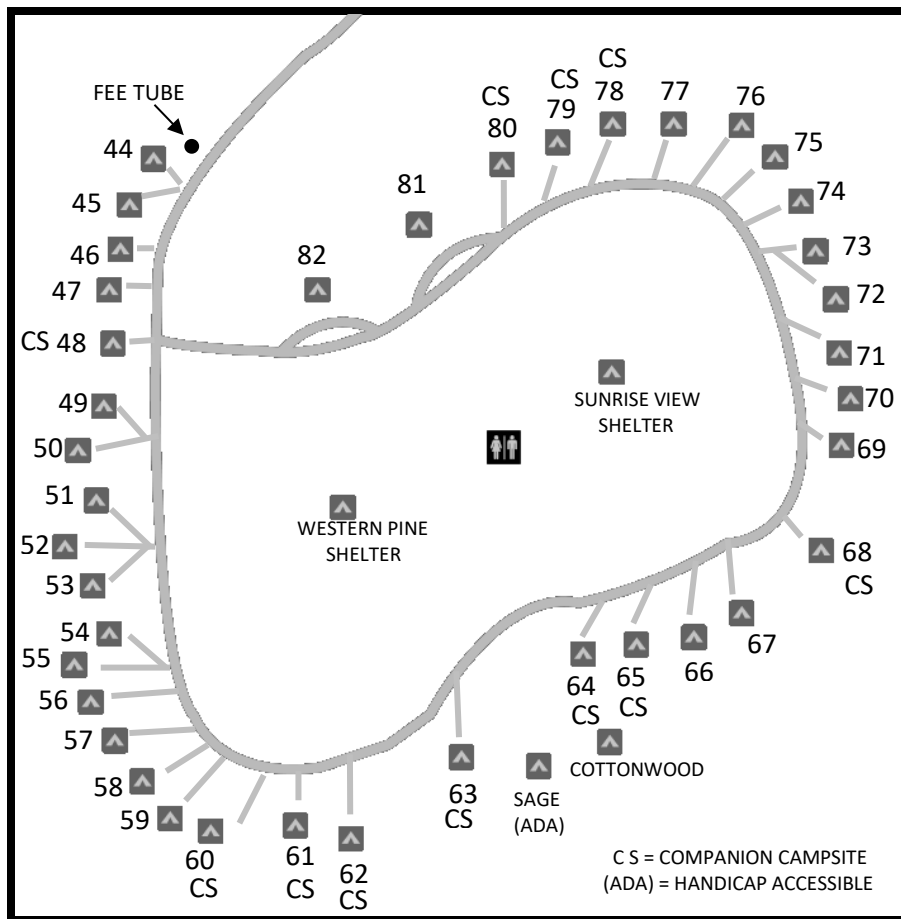 FEE TUBE
44
45
46
47
CS 48
49
50
51
52
53
54
55
56
57
58
59
60
CS
61
CS
62
CS
63
CS
64
CS
65
CS
66
67
68
CS
69
70
71
72
73
74
75
76
77
CS
78
CS
79
CS
80
81
82
SUNRISE VIEW
SHELTER
WESTERN PINE
SHELTER
COTTONWOOD
SAGE
(ADA)
C S = COMPANION CAMPSITE
(ADA) = HANDICAP ACCESSIBLE